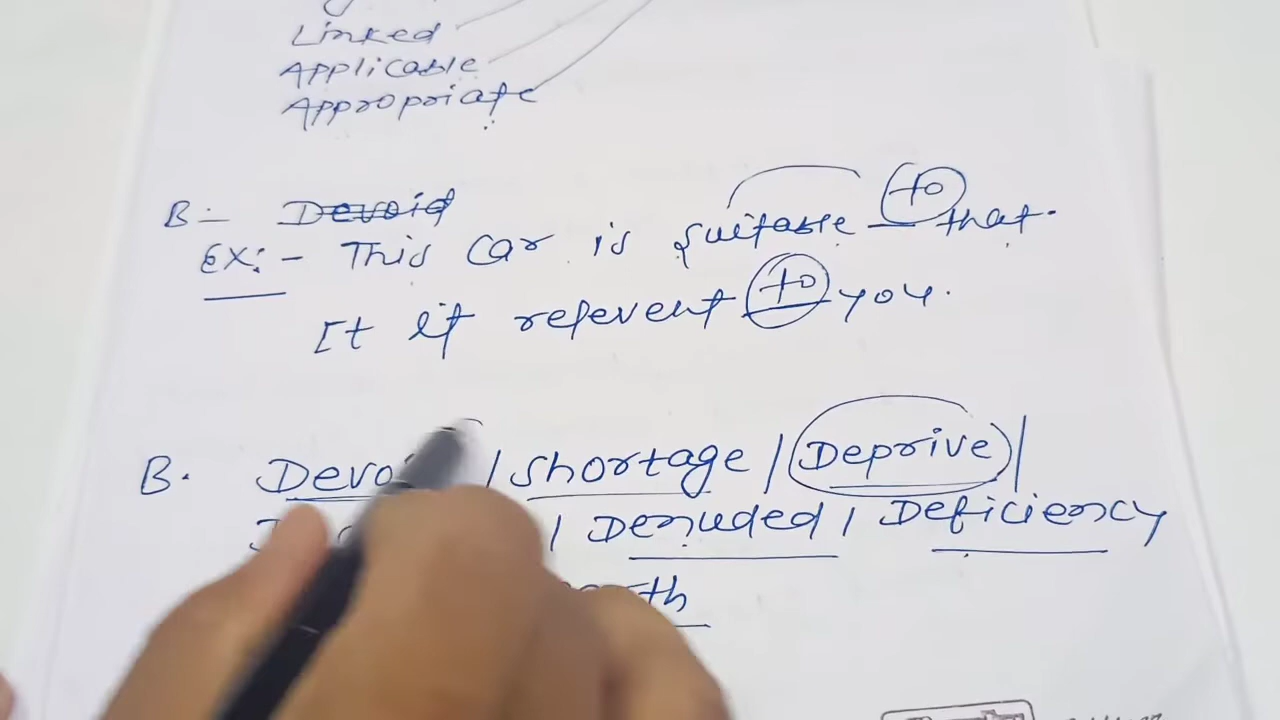 Linked
Applicable
Appropriate
B:- Devoid
Ex:- This car is suitable to that.
It is relevent to you.
B. / Shortage / Deprive /
/ Denuded / Deficiency